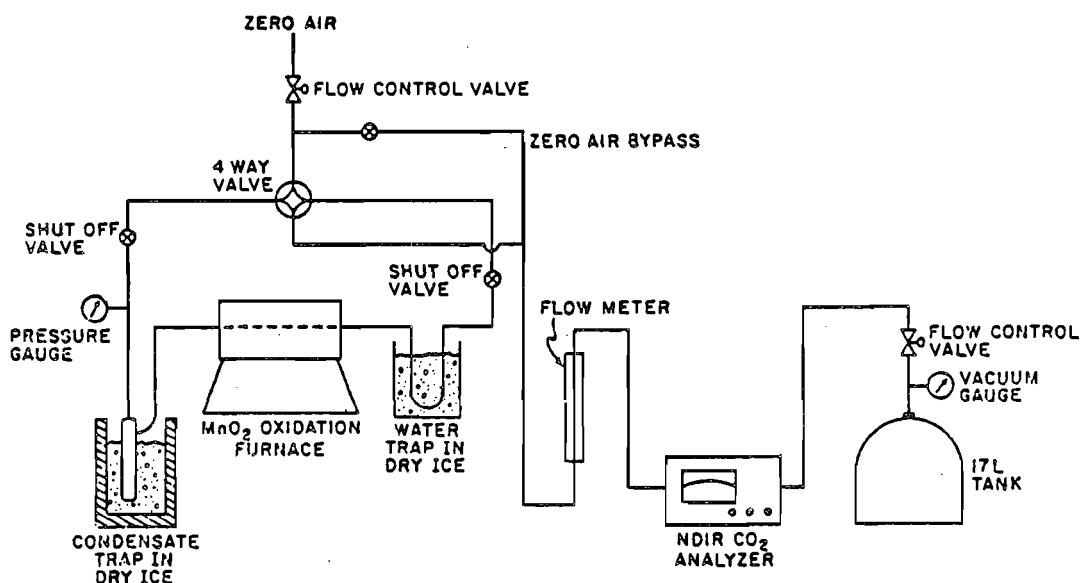 ZERO AIR
FLOW CONTROL VALVE
ZERO AIR BYPASS
4 WAY
VALVE
SHUT OFF
VALVE
SHUT OFF
VALVE
PRESSURE
GAUGE
FLOW METER
FLOW CONTROL
VALVE
VACUUM
GAUGE
MnO₂ OXIDATION
FURNACE
WATER
TRAP IN
DRY ICE
17L
TANK
CONDENSATE
TRAP IN
DRY ICE
NDIR CO₂
ANALYZER